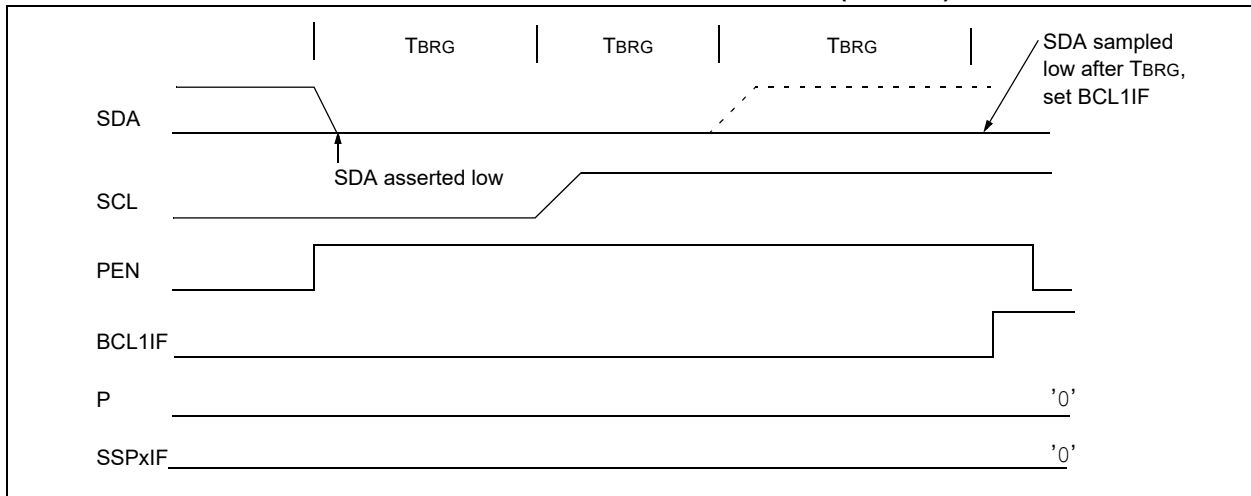 TBRG TBRG TBRG
SDA sampled
low after TBRG,
set BCL1IF
SDA
SDA asserted low
SCL
PEN
BCL1IF
P '0'
SSPxIF '0'